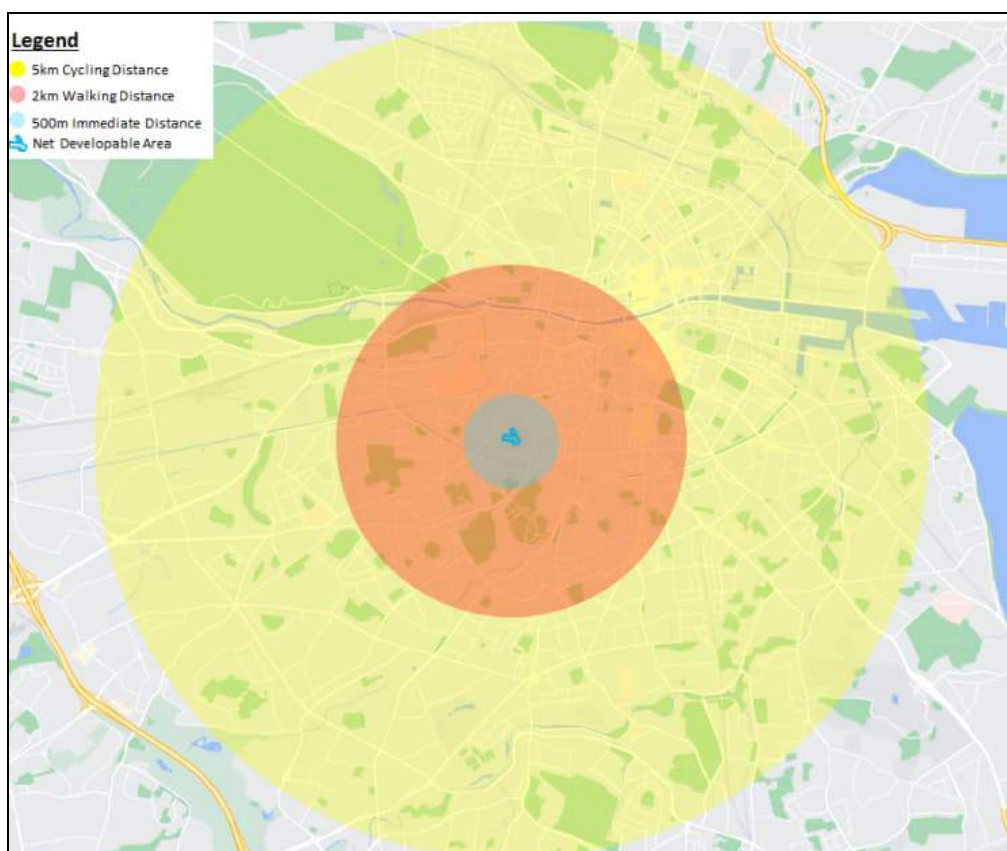 Legend
5km Cycling Distance
2km Walking Distance
500m Immediate Distance
Net Developable Area